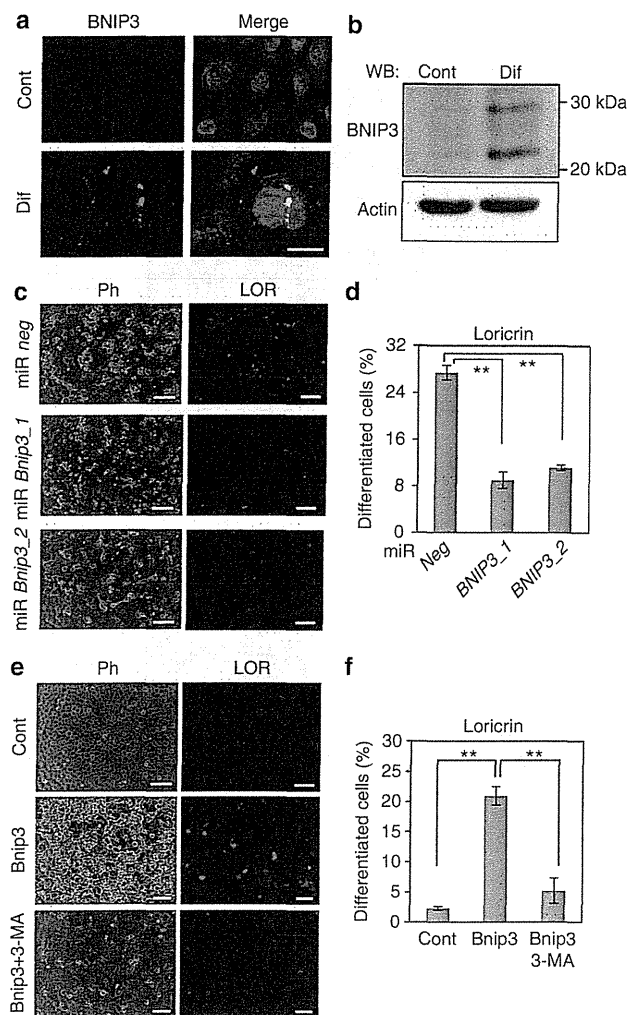 a
BNIP3 Merge
Cont
Dif
b
WB: Cont Dif
BNIP3
30 kDa
20 kDa
Actin
c
Ph LOR
miR neg
miR Bnip3_1
miR Bnip3_2
d
Loricrin
Differentiated cells (%)
32
24
16
8
0
** **
miR Neg BNIP3_1 BNIP3_2
e
Ph LOR
Cont
Bnip3
Bnip3+3-MA
f
Loricrin
Differentiated cells (%)
30
25
20
15
10
5
0
** **
Cont Bnip3 Bnip3
3-MA